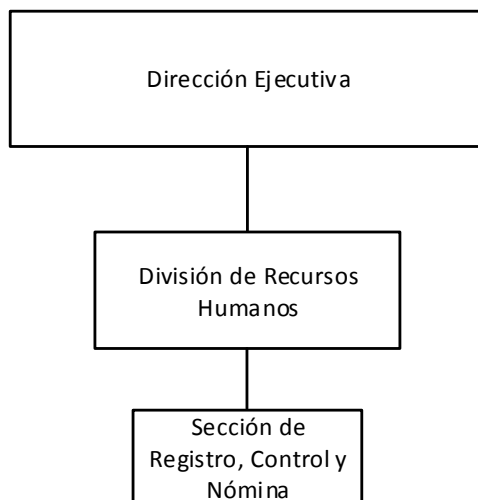 Dirección Ejecutiva
División de Recursos
Humanos
Sección de
Registro, Control y
Nómina